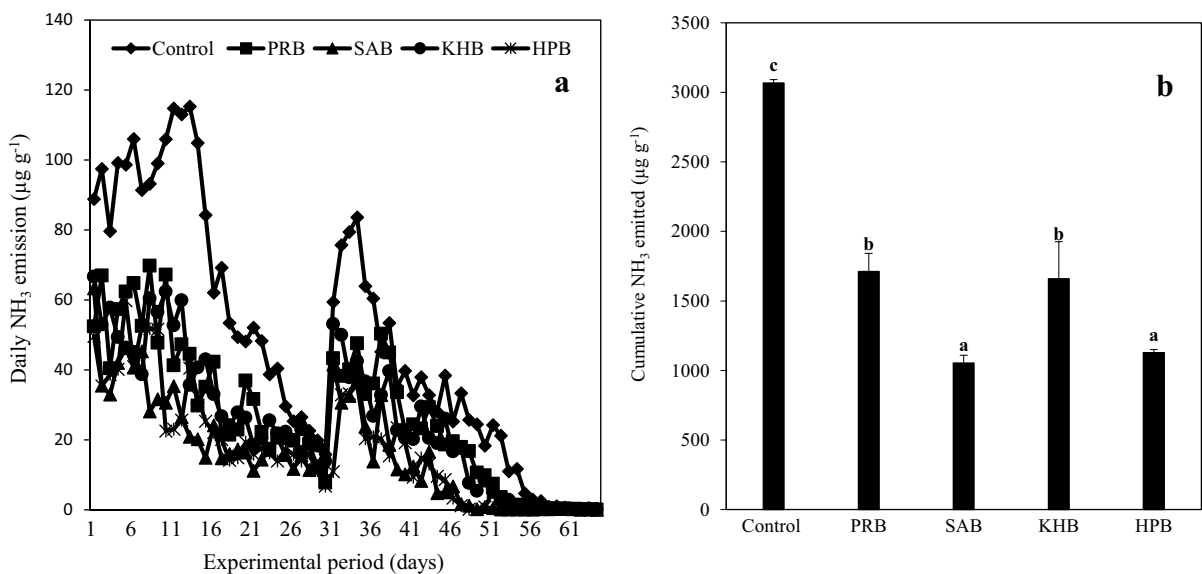 140
120
100
80
60
40
20
0
Daily NH₃ emission (µg g⁻¹)
Control PRB SAB KHB HPB
a
1 6 11 16 21 26 31 36 41 46 51 56 61
Experimental period (days)
3500
3000
2500
2000
1500
1000
500
0
Cumulative NH₃ emitted (µg g⁻¹)
b
c
b
a
b
a
Control PRB SAB KHB HPB